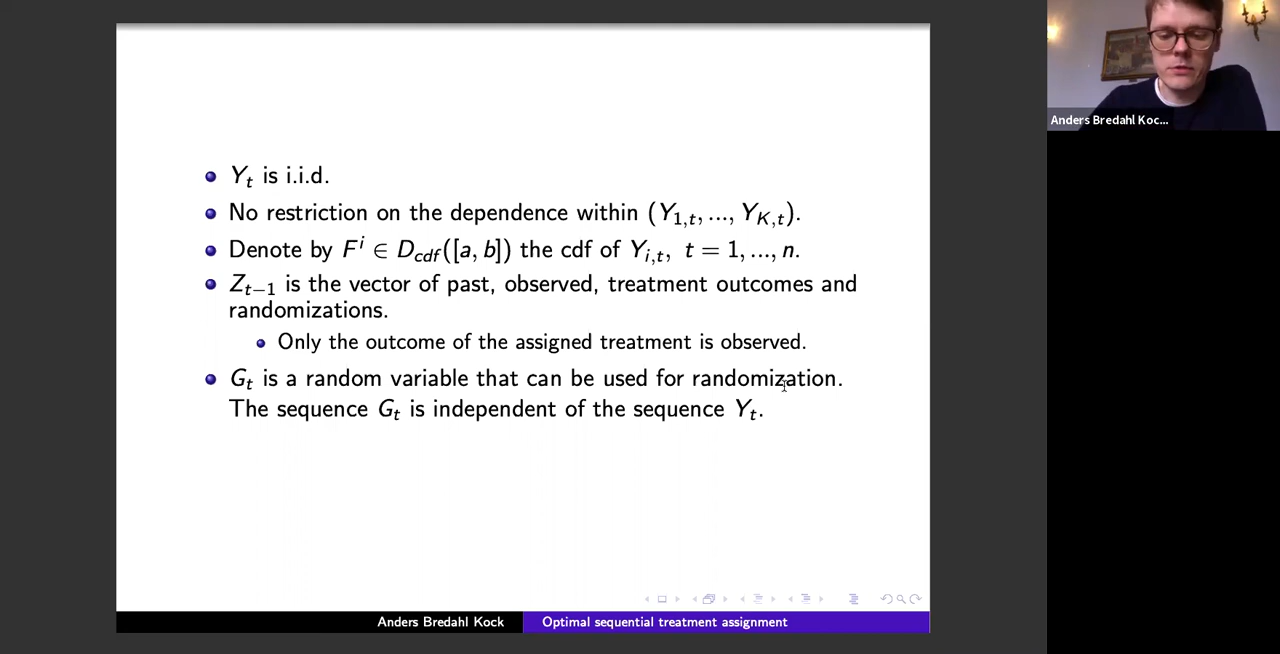 Y_t is i.i.d.
No restriction on the dependence within (Y_{1,t}, ..., Y_{K,t}).
Denote by F^i ∈ D_{cdf}([a, b]) the cdf of Y_{i,t}, t = 1, ..., n.
Z_{t−1} is the vector of past, observed, treatment outcomes and
randomizations.
Only the outcome of the assigned treatment is observed.
G_t is a random variable that can be used for randomization.
The sequence G_t is independent of the sequence Y_t.
Anders Bredahl Kock
Optimal sequential treatment assignment
Anders Bredahl Koc...